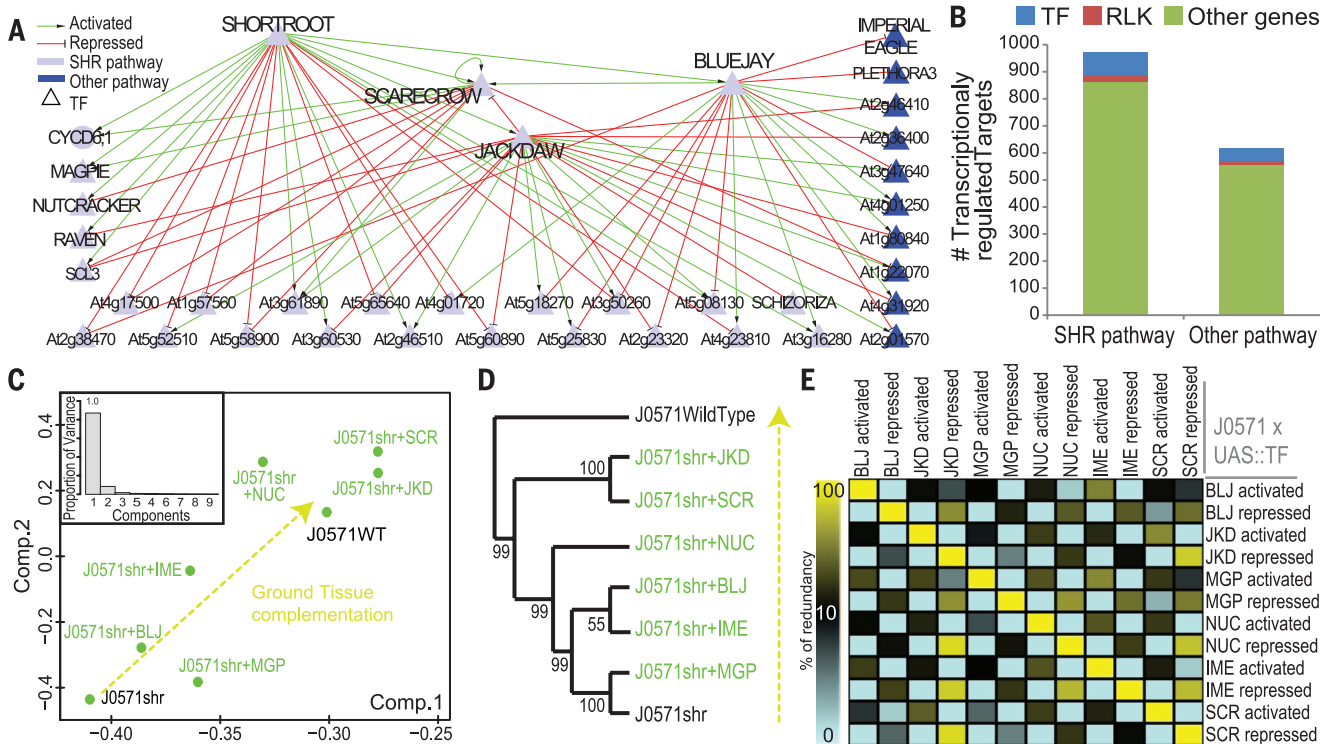 A
Activated
Repressed
SHR pathway
Other pathway
TF
SHORTROOT
SCARECROW
JACKDAW
BLUEJAY
IMPERIAL
EAGLE
PLETHORA3
At2g46410
At2g36400
At3g47640
At4g01250
At1g80840
At1g22070
At4g31920
At2g01570
CYCD6;1
MAGPIE
NUTCRACKER
RAVEN
SCL3
At4g17500
At1g57560
At3g61890
At5g65640
At4g01720
At5g18270
At3g50260
At5g08130
SCHIZORIZA
At2g38470
At5g52510
At5g58900
At3g60530
At2g46510
At5g60890
At5g25830
At2g23320
At4g23810
At3g16280
B
TF
RLK
Other genes
# Transcriptionaly
regulatedTargets
1000
900
800
700
600
500
400
300
200
100
0
SHR pathway
Other pathway
C
Proportion of Variance
1.0
1 2 3 4 5 6 7 8 9
Components
Comp.2
0.4
0.2
0.0
−0.2
−0.4
J0571shr+SCR
J0571shr
+NUC
J0571shr+JKD
J0571WT
J0571shr+IME
Ground Tissue
complementation
J0571shr+BLJ
J0571shr+MGP
J0571shr
Comp.1
−0.40
−0.35
−0.30
−0.25
D
J0571WildType
J0571shr+JKD
100
J0571shr+SCR
99
J0571shr+NUC
99
J0571shr+BLJ
55
J0571shr+IME
99
J0571shr+MGP
100
J0571shr
E
BLJ activated
BLJ repressed
JKD activated
JKD repressed
MGP activated
MGP repressed
NUC activated
NUC repressed
IME activated
IME repressed
SCR activated
SCR repressed
J0571 x
UAS::TF
% of redundancy
100
10
0
BLJ activated
BLJ repressed
JKD activated
JKD repressed
MGP activated
MGP repressed
NUC activated
NUC repressed
IME activated
IME repressed
SCR activated
SCR repressed